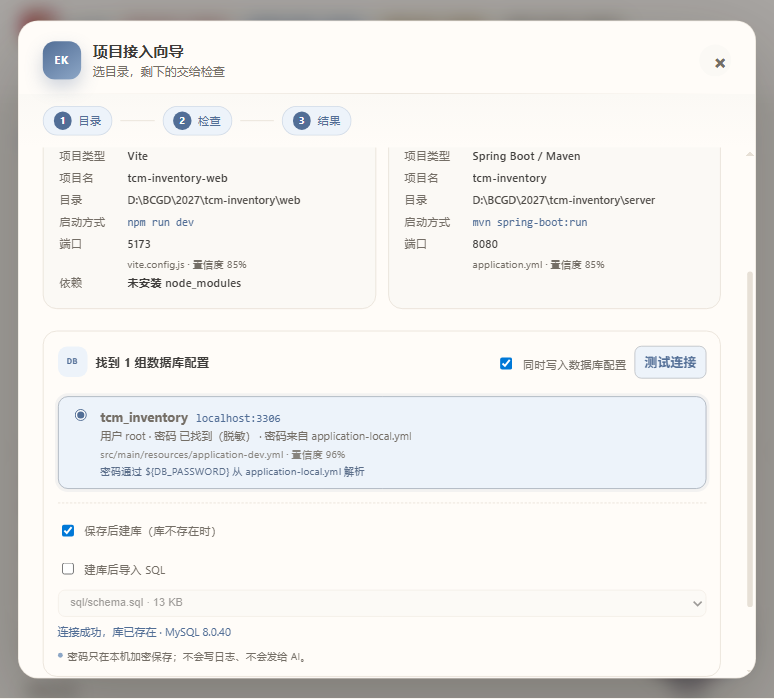 EK
项目接入向导
选目录，剩下的交给检查
×
1 目录
2 检查
3 结果
项目类型 Vite
项目名 tcm-inventory-web
目录 D:\BCGD\2027\tcm-inventory\web
启动方式 npm run dev
端口 5173
vite.config.js · 置信度 85%
依赖 未安装 node_modules
项目类型 Spring Boot / Maven
项目名 tcm-inventory
目录 D:\BCGD\2027\tcm-inventory\server
启动方式 mvn spring-boot:run
端口 8080
application.yml · 置信度 85%
DB 找到 1 组数据库配置
同时写入数据库配置
测试连接
tcm_inventory localhost:3306
用户 root · 密码 已找到（脱敏） · 密码来自 application-local.yml
src/main/resources/application-dev.yml · 置信度 96%
密码通过 ${DB_PASSWORD} 从 application-local.yml 解析
保存后建库（库不存在时）
建库后导入 SQL
sql/schema.sql · 13 KB
连接成功，库已存在 · MySQL 8.0.40
密码只在本机加密保存；不会写日志、不会发给 AI。